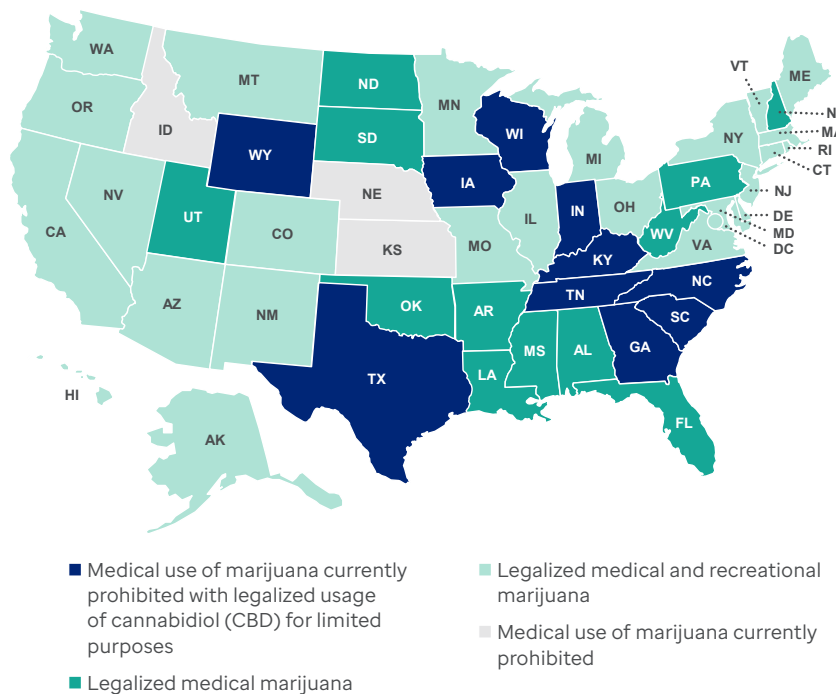 WA
MT
ND
MN
VT
ME
OR
ID
SD
WI
NY
N
MA
RI
CT
WY
MI
IA
PA
NJ
NV
NE
IL
IN
OH
DE
MD
DC
CA
UT
CO
KS
MO
WV
VA
KY
NC
TN
AZ
NM
OK
AR
SC
MS
AL
GA
TX
LA
HI
FL
AK
Medical use of marijuana currently
prohibited with legalized usage
of cannabidiol (CBD) for limited
purposes
Legalized medical marijuana
Legalized medical and recreational
marijuana
Medical use of marijuana currently
prohibited